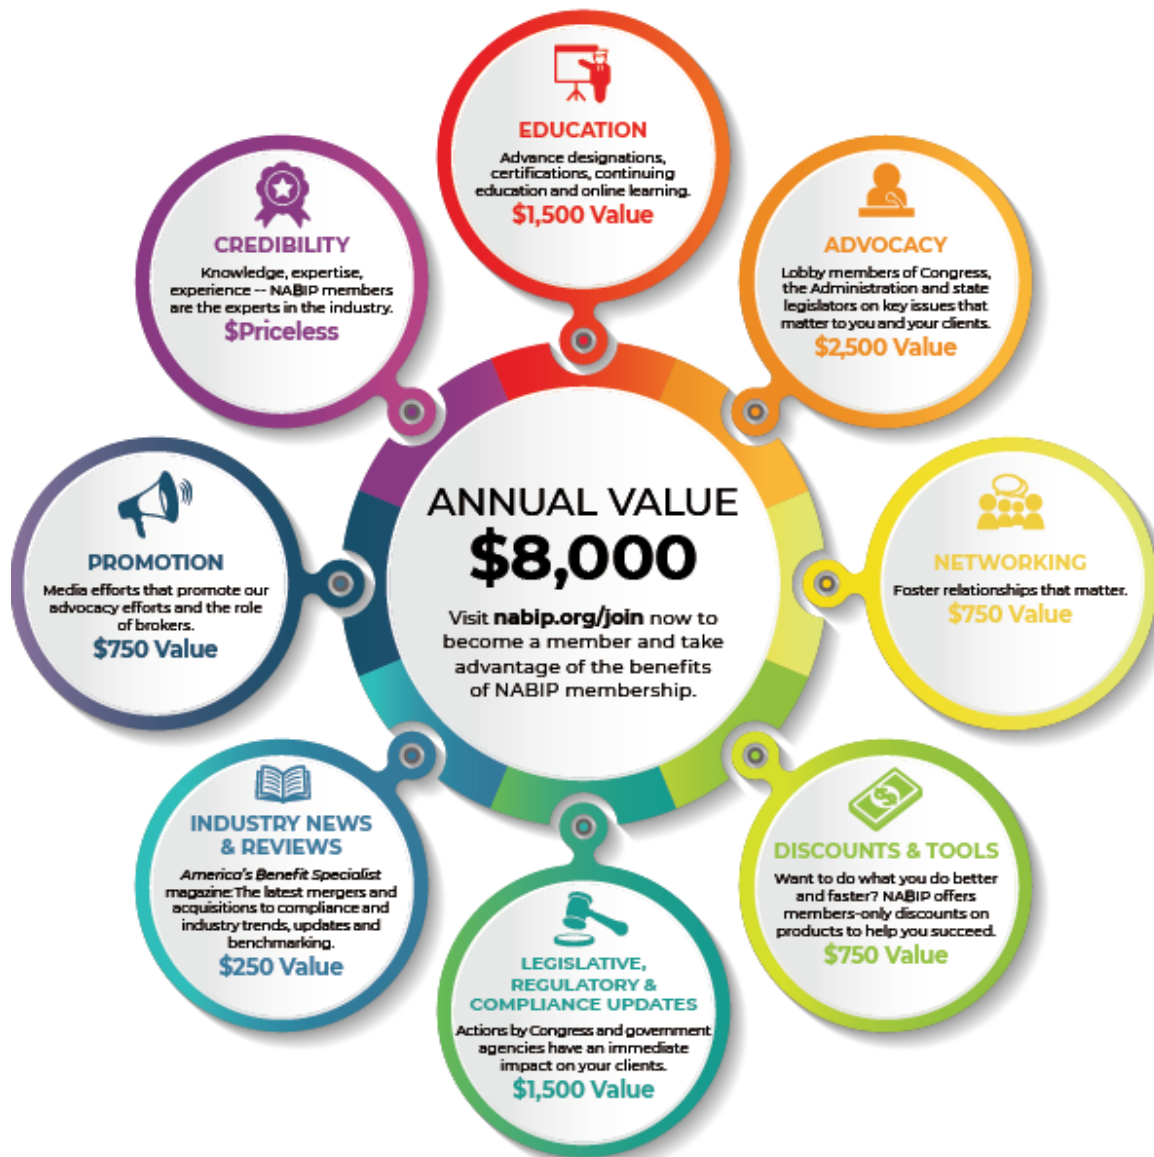 EDUCATION
Advance designations,
certifications, continuing
education and online learning.
$1,500 Value
ADVOCACY
Lobby members of Congress,
the Administration and state
legislators on key issues that
matter to you and your clients.
$2,500 Value
NETWORKING
Foster relationships that matter.
$750 Value
DISCOUNTS & TOOLS
Want to do what you do better
and faster? NABIP offers
members-only discounts on
products to help you succeed.
$750 Value
LEGISLATIVE,
REGULATORY &
COMPLIANCE UPDATES
Actions by Congress and government
agencies have an immediate
impact on your clients.
$1,500 Value
INDUSTRY NEWS
& REVIEWS
America's Benefit Specialist
magazine: The latest mergers and
acquisitions to compliance and
industry trends, updates and
benchmarking.
$250 Value
PROMOTION
Media efforts that promote our
advocacy efforts and the role
of brokers.
$750 Value
CREDIBILITY
Knowledge, expertise,
experience -- NABIP members
are the experts in the industry.
$Priceless
ANNUAL VALUE
$8,000
Visit nabip.org/join now to
become a member and take
advantage of the benefits
of NABIP membership.